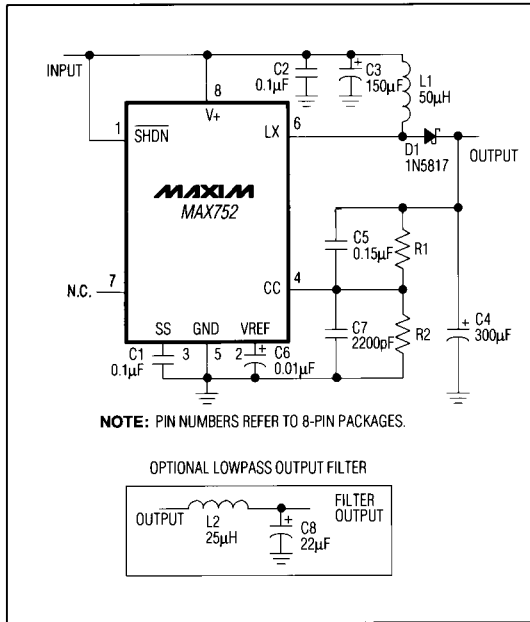 INPUT
8
V+
C2
0.1µF
C3
150µF
L1
50µH
1
SHDN
LX
6
D1
1N5817
OUTPUT
MAXIM
MAX752
C5
0.15µF
R1
N.C.
7
CC
4
C7
2200pF
R2
C4
300µF
SS
GND
VREF
C1
0.1µF
3
5
2
C6
0.01µF
NOTE: PIN NUMBERS REFER TO 8-PIN PACKAGES.
OPTIONAL LOWPASS OUTPUT FILTER
OUTPUT
L2
25µH
FILTER
OUTPUT
C8
22µF